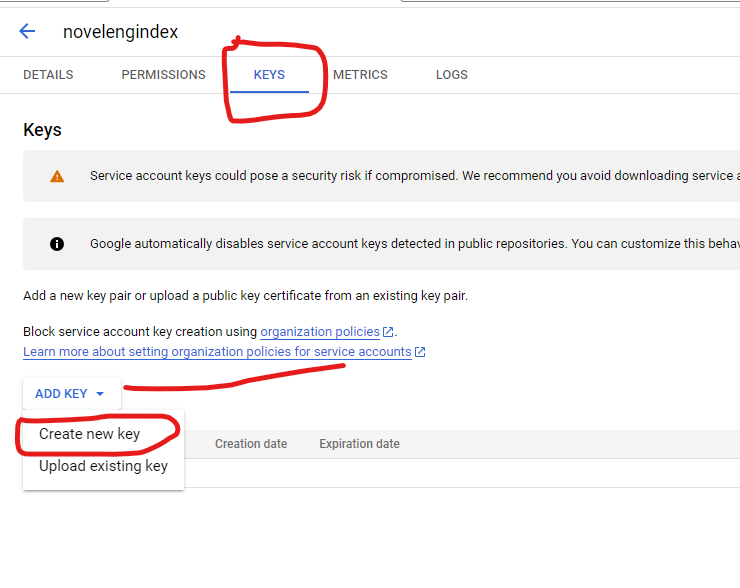 novelengindex
DETAILS PERMISSIONS KEYS METRICS LOGS
Keys
Service account keys could pose a security risk if compromised. We recommend you avoid downloading service a
Google automatically disables service account keys detected in public repositories. You can customize this behav
Add a new key pair or upload a public key certificate from an existing key pair.
Block service account key creation using organization policies.
Learn more about setting organization policies for service accounts
ADD KEY
Create new key
Creation date Expiration date
Upload existing key